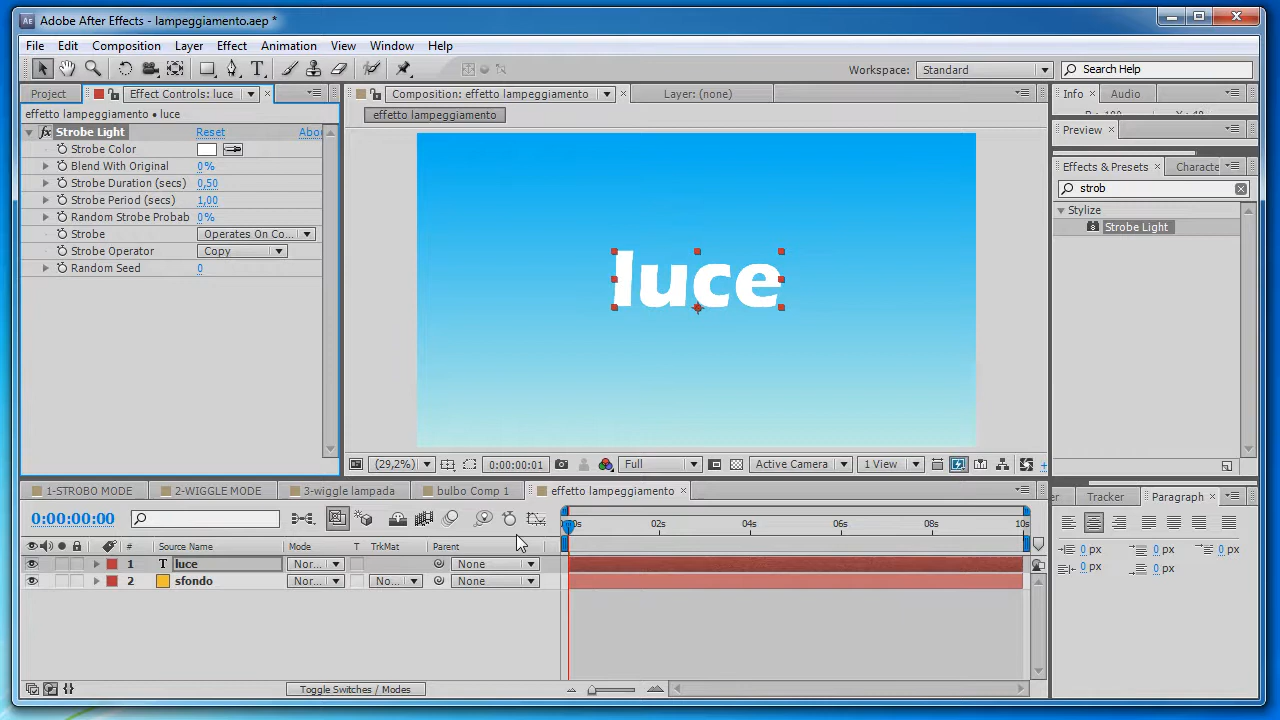 Adobe After Effects - lampeggiamento.aep *
File Edit Composition Layer Effect Animation View Window Help
Workspace: Standard Search Help
Project Effect Controls: luce Composition: effetto lampeggiamento Layer: (none) Info Audio
effetto lampeggiamento • luce effetto lampeggiamento
Strobe Light Reset Abo Preview
Strobe Color
Blend With Original 0% Effects & Presets Characte
Strobe Duration (secs) 0,50 strob
Strobe Period (secs) 1,00 Stylize
Random Strobe Probab 0% Strobe Light
Strobe Operates On Co...
Strobe Operator Copy
Random Seed 0
luce
(29,2%) 0:00:00:01 Full Active Camera 1 View
1-STROBO MODE 2-WIGGLE MODE 3-wiggle lampada bulbo Comp 1 effetto lampeggiamento er Tracker Paragraph
0:00:00:00 02s 04s 06s 08s 10s
# Source Name Mode T TrkMat Parent 0 px 0 px 0 px
1 T luce Nor... None 0 px 0 px
2 sfondo Nor... No... None
Toggle Switches / Modes